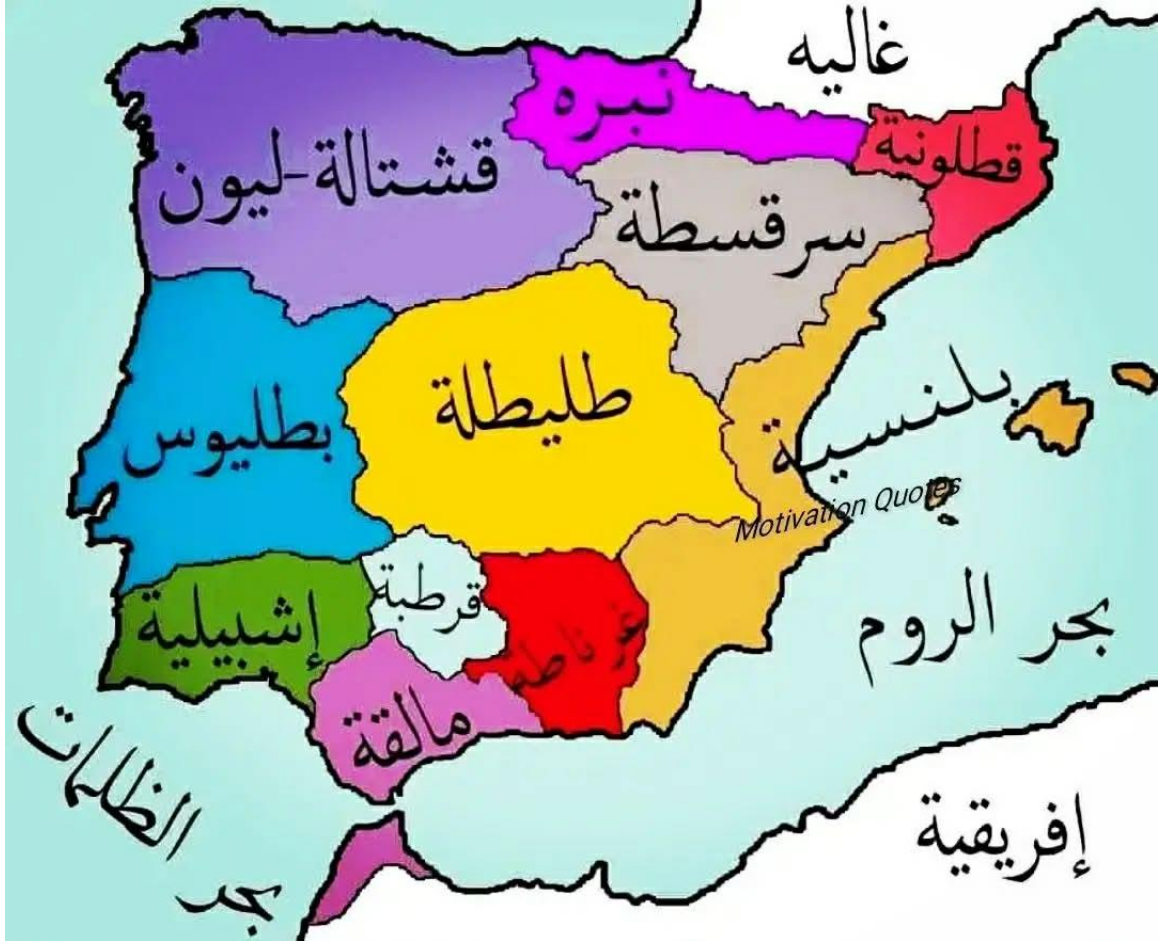 غاليه
نبره
قطلونية
قشتالة-ليون
سرقسطة
طليطلة
بلنسية
بطليوس
Motivation Quotes
قرطبة
إشبيلية
غرناطة
بحر الروم
مالقة
بحر الظلمات
إفريقية